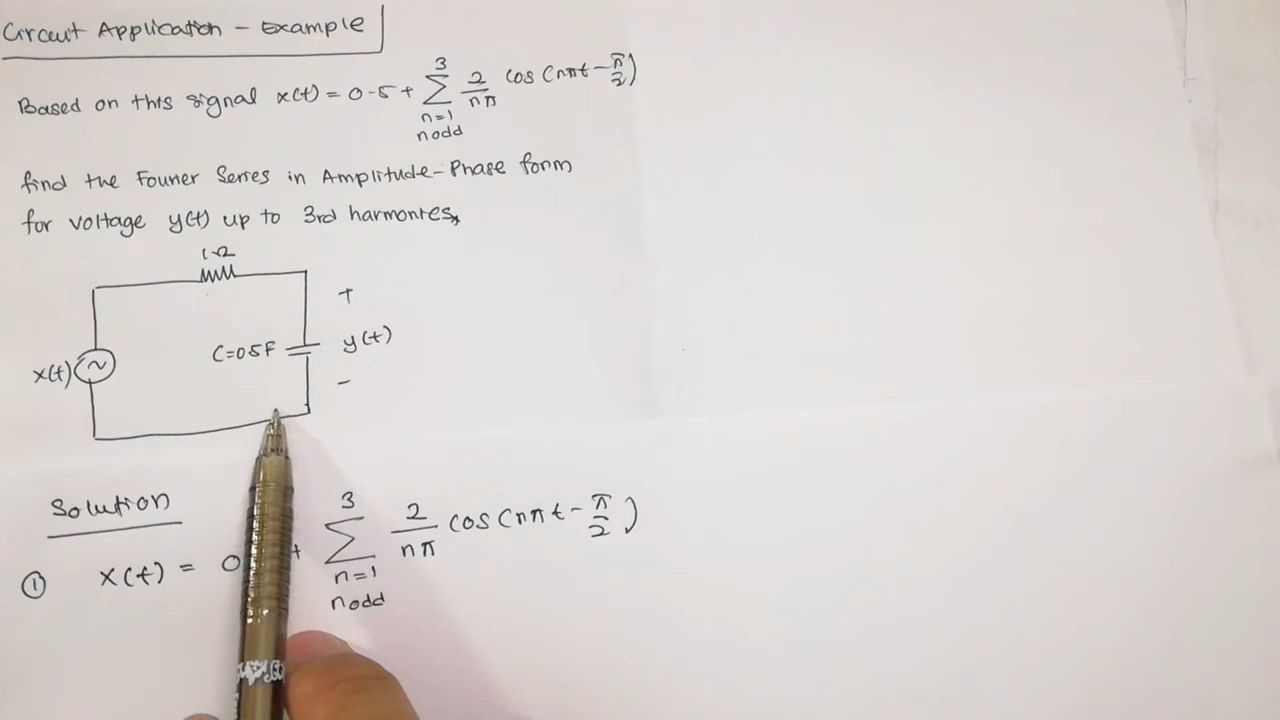 Circuit Application - Example
Based on this signal x(t) = 0.5 + 3 ∑ n=1 n odd 2/nπ cos(nπt - π/2)
find the Fourier Series in Amplitude-Phase form
for voltage y(t) up to 3rd harmonics
1Ω
+
C=0.5F
y(t)
x(t)
-
Solution
① x(t) = 0 + 3 ∑ n=1 n odd 2/nπ cos(nπt - π/2)